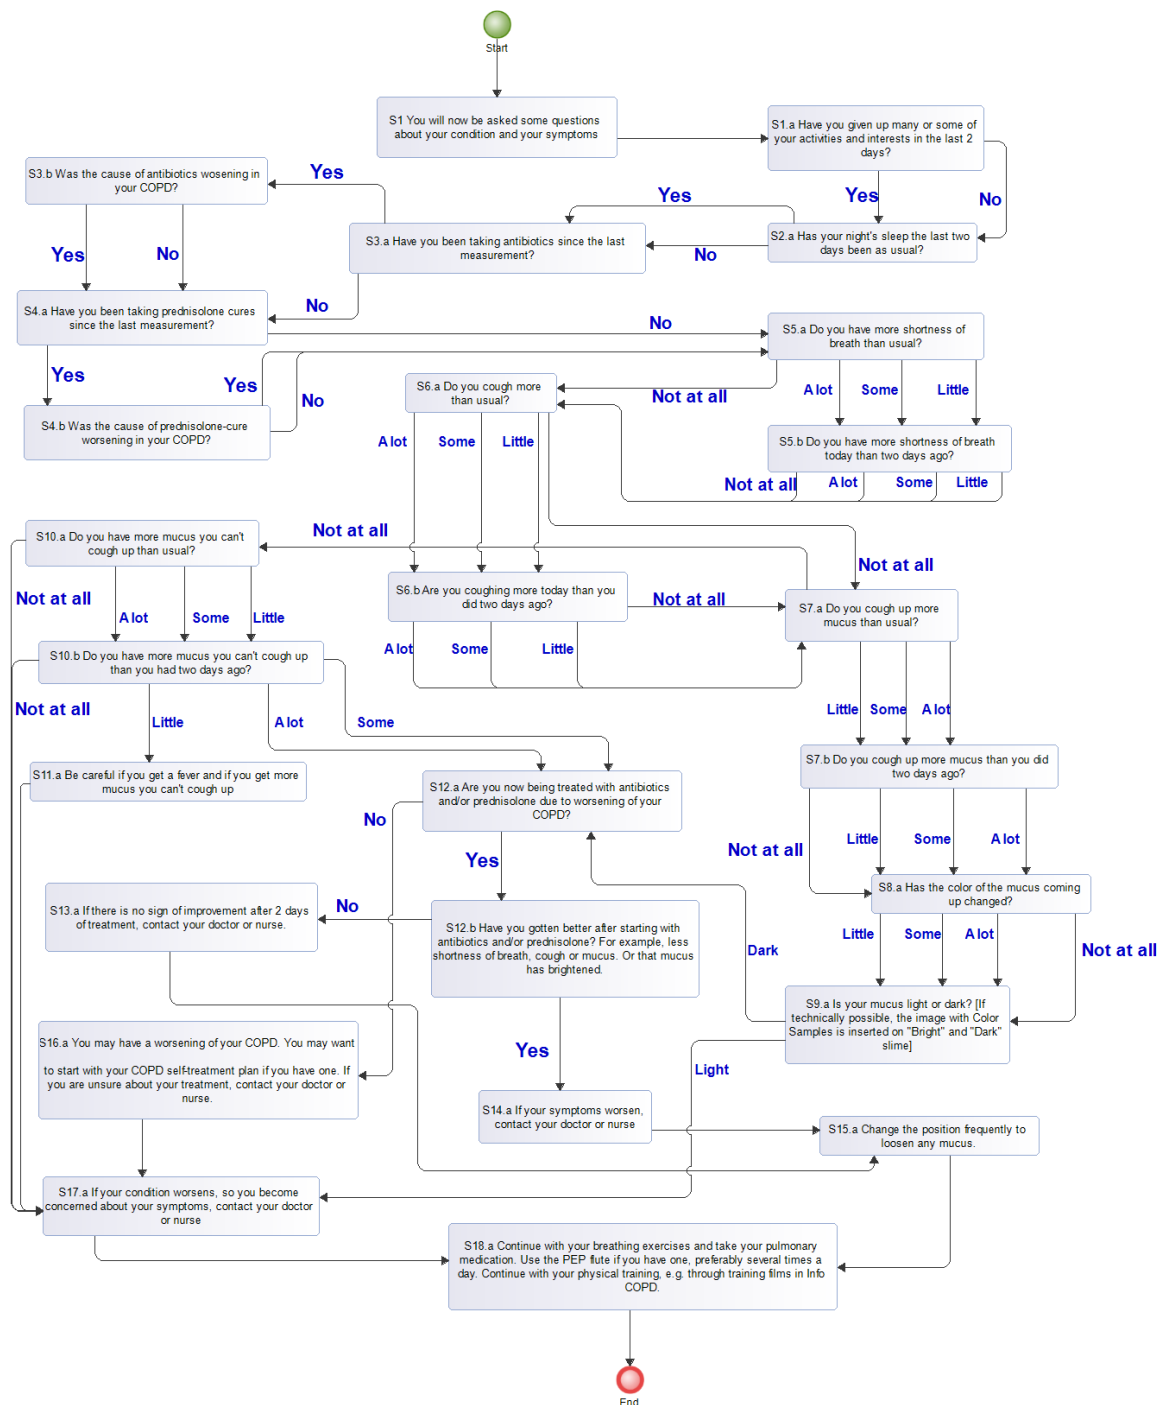 Start
S1 You will now be asked some questions
about your condition and your symptoms
S1.a Have you given up many or some of
your activities and interests in the last 2
days?
S3.b Was the cause of antibiotics wosening in
your COPD?
Yes
Yes
Yes
No
S3.a Have you been taking antibiotics since the last
measurement?
S2.a Has your night's sleep the last two
days been as usual?
No
Yes
No
S4.a Have you been taking prednisolone cures
since the last measurement?
No
No
S5.a Do you have more shortness of
breath than usual?
Yes
Yes
No
S6.a Do you cough more
than usual?
Not at all
A lot
Some
Little
S4.b Was the cause of prednisolone-cure
worsening in your COPD?
A lot
Some
Little
S5.b Do you have more shortness of breath
today than two days ago?
Not at all
A lot
Some
Little
S10.a Do you have more mucus you can't
cough up than usual?
Not at all
Not at all
Not at all
A lot
Some
Little
S6.b Are you coughing more today than you
did two days ago?
Not at all
S7.a Do you cough up more
mucus than usual?
S10.b Do you have more mucus you can't cough up
than you had two days ago?
A lot
Some
Little
Not at all
Little
A lot
Some
Little
Some
A lot
S11.a Be careful if you get a fever and if you get more
mucus you can't cough up
S12.a Are you now being treated with antibiotics
and/or prednisolone due to worsening of your
COPD?
S7.b Do you cough up more mucus than you did
two days ago?
No
Yes
Not at all
Little
Some
A lot
S8.a Has the color of the mucus coming
up changed?
S13.a If there is no sign of improvement after 2 days
of treatment, contact your doctor or nurse.
No
S12.b Have you gotten better after starting with
antibiotics and/or prednisolone? For example, less
shortness of breath, cough or mucus. Or that mucus
has brightened.
Dark
Little
Some
A lot
Not at all
S9.a Is your mucus light or dark? [If
technically possible, the image with Color
Samples is inserted on "Bright" and "Dark"
slime]
S16.a You may have a worsening of your COPD. You may want
to start with your COPD self-treatment plan if you have one. If
you are unsure about your treatment, contact your doctor or
nurse.
Yes
Light
S14.a If your symptoms worsen,
contact your doctor or nurse
S15.a Change the position frequently to
loosen any mucus.
S17.a If your condition worsens, so you become
concerned about your symptoms, contact your doctor
or nurse
S18.a Continue with your breathing exercises and take your pulmonary
medication. Use the PEP flute if you have one, preferably several times a
day. Continue with your physical training, e.g. through training films in Info
COPD.
End